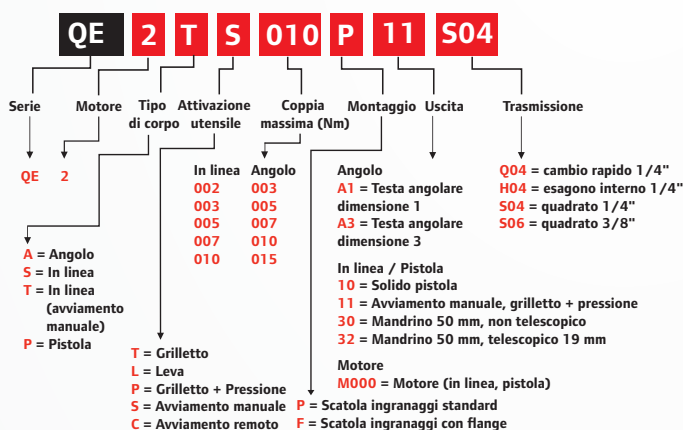 QE 2 T S 010 P 11 S04
Serie
Motore
Tipo
di corpo
Attivazione
utensile
Coppia
massima (Nm)
Montaggio
Uscita
Trasmissione
QE
2
A = Angolo
S = In linea
T = In linea
(avviamento
manuale)
P = Pistola
T = Grilletto
L = Leva
P = Grilletto + Pressione
S = Avviamento manuale
C = Avviamento remoto
In linea Angolo
002 003
003 005
005 007
007 010
010 015
P = Scatola ingranaggi standard
F = Scatola ingranaggi con flange
Angolo
A1 = Testa angolare
dimensione 1
A3 = Testa angolare
dimensione 3
In linea / Pistola
10 = Solido pistola
11 = Avviamento manuale, grilletto + pressione
30 = Mandrino 50 mm, non telescopico
32 = Mandrino 50 mm, telescopico 19 mm
Motore
M000 = Motore (in linea, pistola)
Q04 = cambio rapido 1/4"
H04 = esagono interno 1/4"
S04 = quadrato 1/4"
S06 = quadrato 3/8"